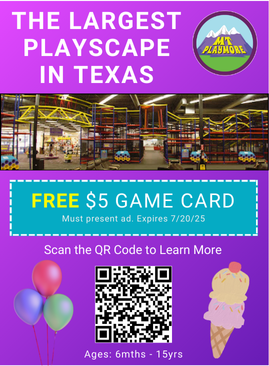 THE LARGEST
PLAYSCAPE
IN TEXAS
MT
PLAYMORE
FREE $5 GAME CARD
Must present ad. Expires 7/20/25
Scan the QR Code to Learn More
Ages: 6mths - 15yrs